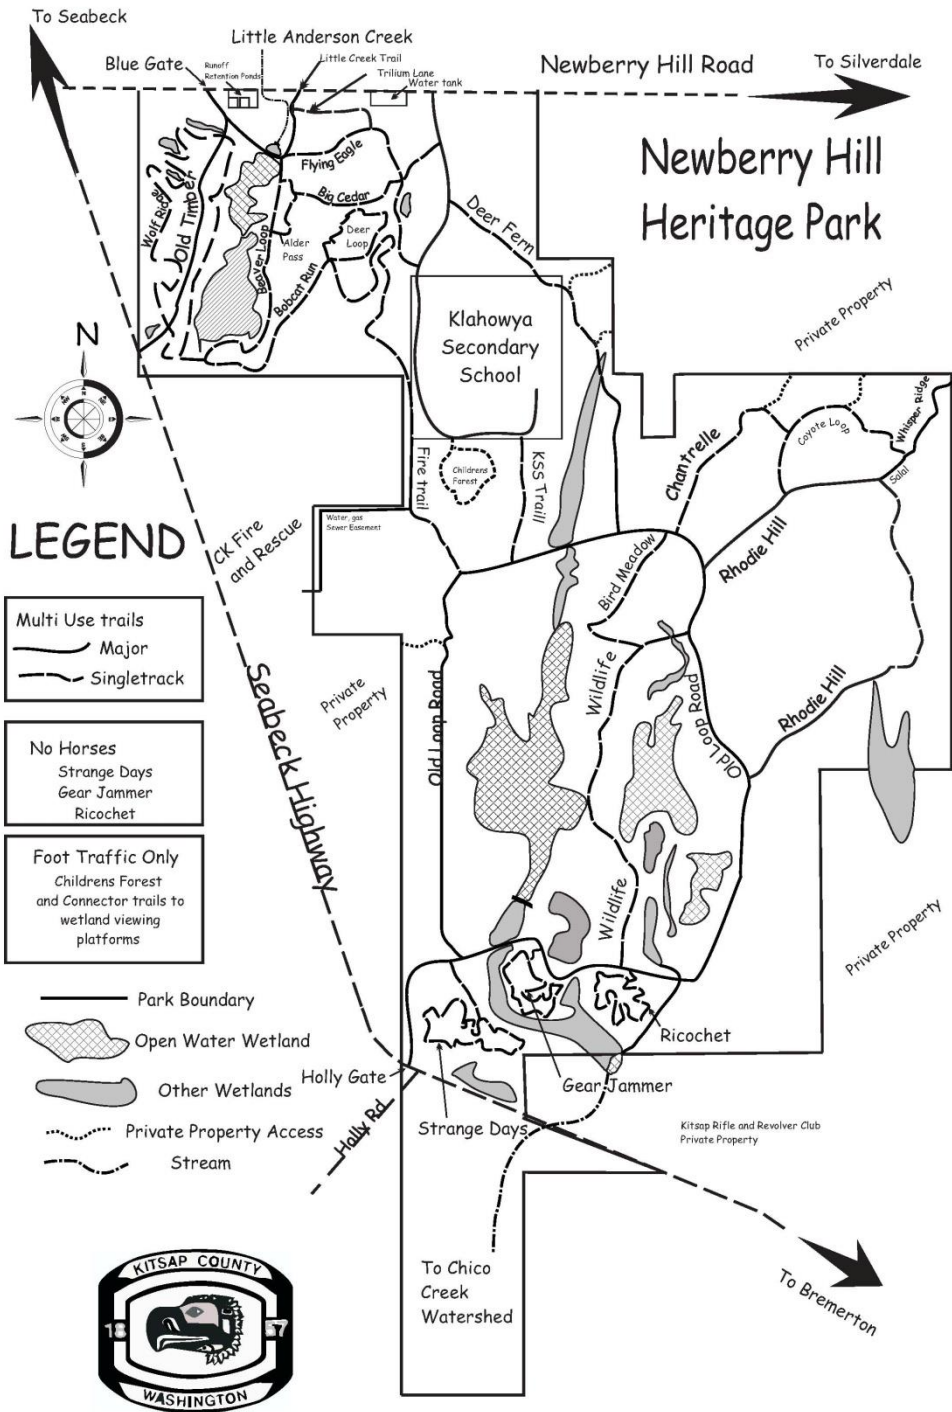 To Seabeck
Little Anderson Creek
Little Creek Trail
Blue Gate
Runoff
Retention Ponds
Trilium Lane
Water tank
Newberry Hill Road
To Silverdale
Newberry Hill
Heritage Park
Flying Eagle
Big Cedar
Wolf Ridge
Old Timber
Beaver Loop
Alder
Pass
Deer
Loop
Bobcat Run
Deer Fern
Private Property
Klahowya
Secondary
School
N
Fire trail
Childrens
Forest
KSS Traill
Chantrelle
Coyote Loop
Whisper Ridge
Salal
Water, gas
Sewer Easement
CK Fire
and Rescue
Rhodie Hill
Bird Meadow
LEGEND
Multi Use trails
Major
Singletrack
No Horses
Strange Days
Gear Jammer
Ricochet
Foot Traffic Only
Childrens Forest
and Connector trails to
wetland viewing
platforms
Park Boundary
Open Water Wetland
Other Wetlands
Private Property Access
Stream
Seabeck Highway
Private
Property
Old Loop Road
Wildlife
Old Loop Road
Rhodie Hill
Wildlife
Private Property
Ricochet
Gear Jammer
Holly Gate
Holly Rd
Strange Days
Kitsap Rifle and Revolver Club
Private Property
To Chico
Creek
Watershed
To Bremerton
KITSAP COUNTY
18 57
WASHINGTON